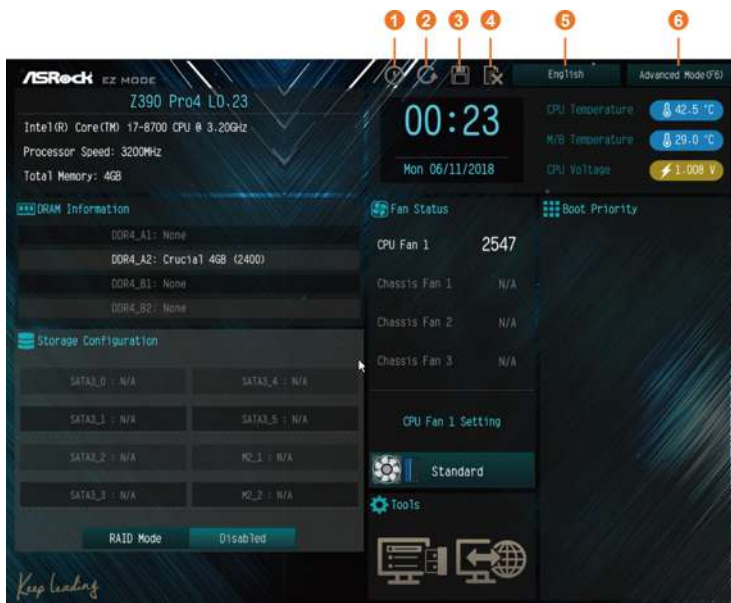 1 2 3 4 5 6
ASRock EZ MODE
English
Advanced Mode(F6)
Z390 Pro4 L0.23
Intel(R) Core(TM) i7-8700 CPU @ 3.20GHz
Processor Speed: 3200MHz
Total Memory: 4GB
00:23
Mon 06/11/2018
CPU Temperature 42.5 °C
M/B Temperature 29.0 °C
CPU Voltage 1.008 V
DRAM Information
DDR4_A1: None
DDR4_A2: Crucial 4GB (2400)
DDR4_B1: None
DDR4_B2: None
Storage Configuration
SATA3_0 : N/A SATA3_4 : N/A
SATA3_1 : N/A SATA3_5 : N/A
SATA3_2 : N/A M2_1 : N/A
SATA3_3 : N/A M2_2 : N/A
RAID Mode Disabled
Keep Leading
Fan Status
CPU Fan 1 2547
Chassis Fan 1 N/A
Chassis Fan 2 N/A
Chassis Fan 3 N/A
CPU Fan 1 Setting
Standard
Tools
Boot Priority